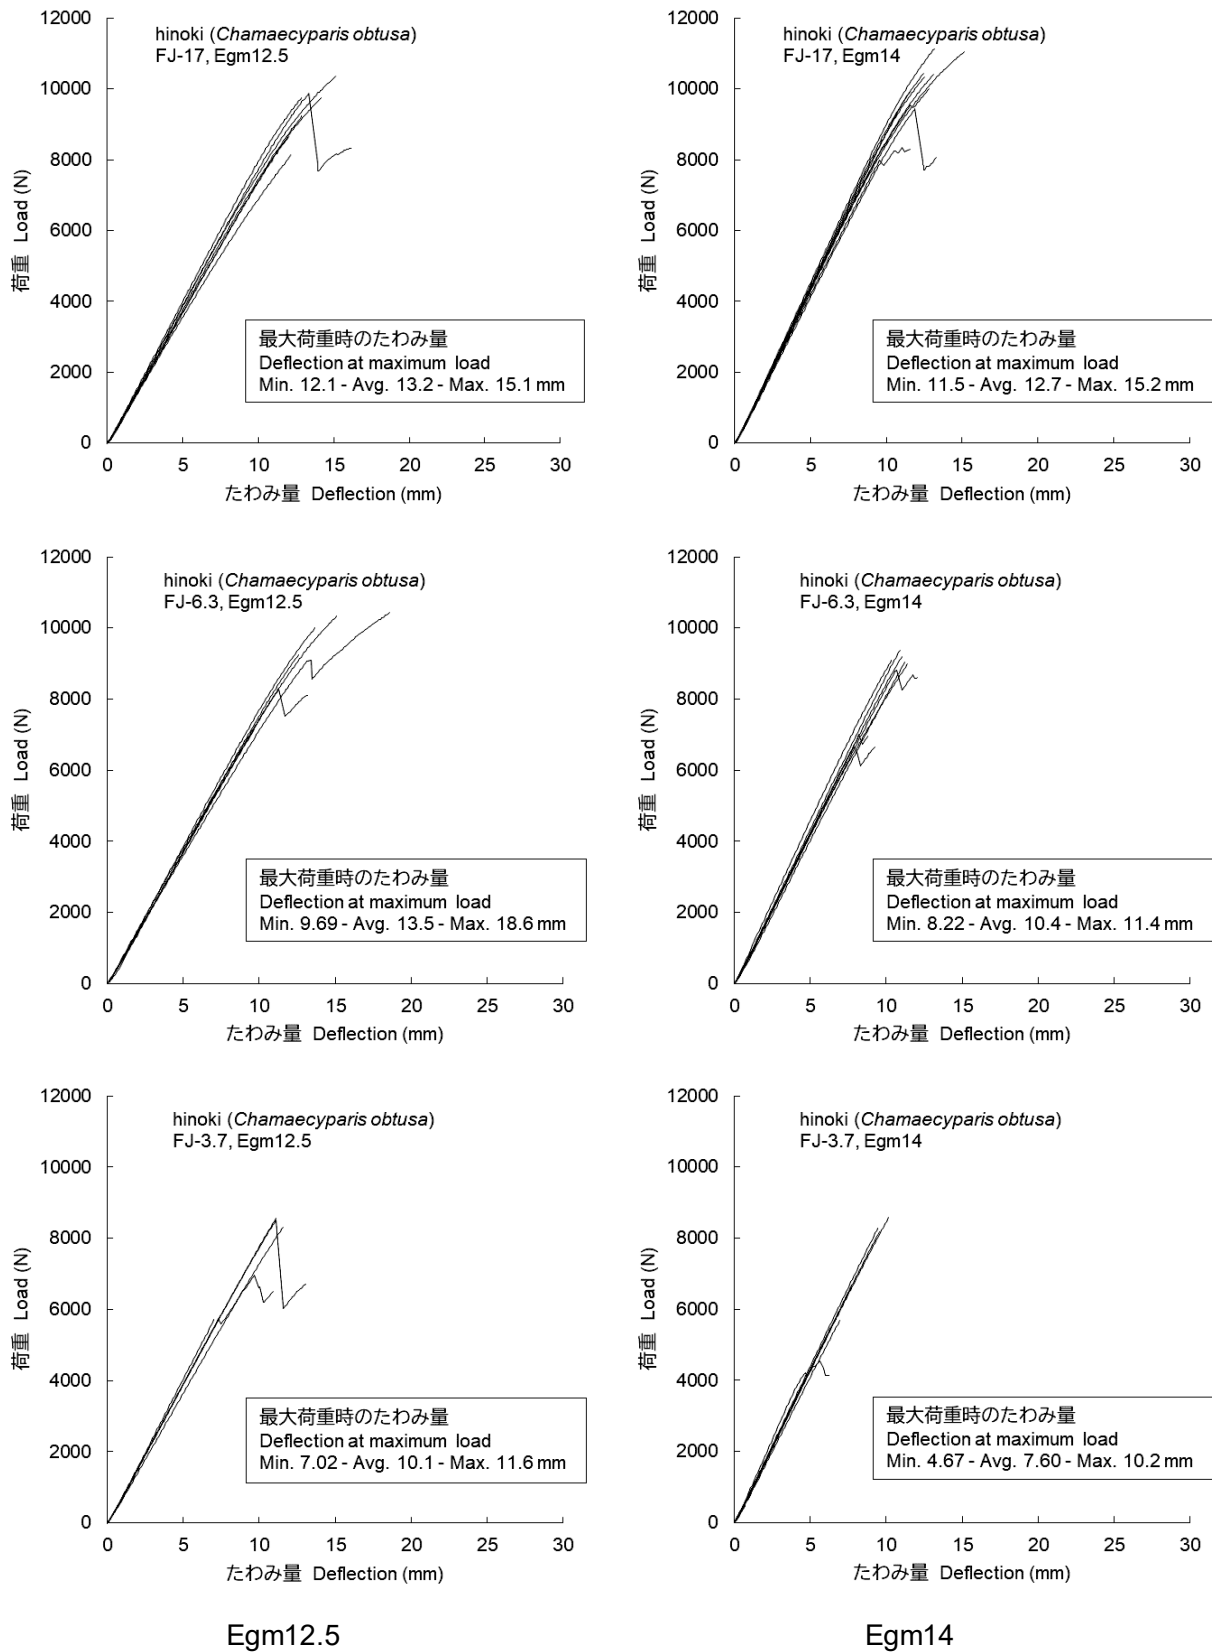 hinoki (Chamaecyparis obtusa)
FJ-17, Egm12.5
荷重 Load (N)
12000
10000
8000
6000
4000
2000
0
最大荷重時のたわみ量
Deflection at maximum load
Min. 12.1 - Avg. 13.2 - Max. 15.1 mm
0 5 10 15 20 25 30
たわみ量 Deflection (mm)
hinoki (Chamaecyparis obtusa)
FJ-17, Egm14
荷重 Load (N)
12000
10000
8000
6000
4000
2000
0
最大荷重時のたわみ量
Deflection at maximum load
Min. 11.5 - Avg. 12.7 - Max. 15.2 mm
0 5 10 15 20 25 30
たわみ量 Deflection (mm)
hinoki (Chamaecyparis obtusa)
FJ-6.3, Egm12.5
荷重 Load (N)
12000
10000
8000
6000
4000
2000
0
最大荷重時のたわみ量
Deflection at maximum load
Min. 9.69 - Avg. 13.5 - Max. 18.6 mm
0 5 10 15 20 25 30
たわみ量 Deflection (mm)
hinoki (Chamaecyparis obtusa)
FJ-6.3, Egm14
荷重 Load (N)
12000
10000
8000
6000
4000
2000
0
最大荷重時のたわみ量
Deflection at maximum load
Min. 8.22 - Avg. 10.4 - Max. 11.4 mm
0 5 10 15 20 25 30
たわみ量 Deflection (mm)
hinoki (Chamaecyparis obtusa)
FJ-3.7, Egm12.5
荷重 Load (N)
12000
10000
8000
6000
4000
2000
0
最大荷重時のたわみ量
Deflection at maximum load
Min. 7.02 - Avg. 10.1 - Max. 11.6 mm
0 5 10 15 20 25 30
たわみ量 Deflection (mm)
hinoki (Chamaecyparis obtusa)
FJ-3.7, Egm14
荷重 Load (N)
12000
10000
8000
6000
4000
2000
0
最大荷重時のたわみ量
Deflection at maximum load
Min. 4.67 - Avg. 7.60 - Max. 10.2 mm
0 5 10 15 20 25 30
たわみ量 Deflection (mm)
Egm12.5
Egm14